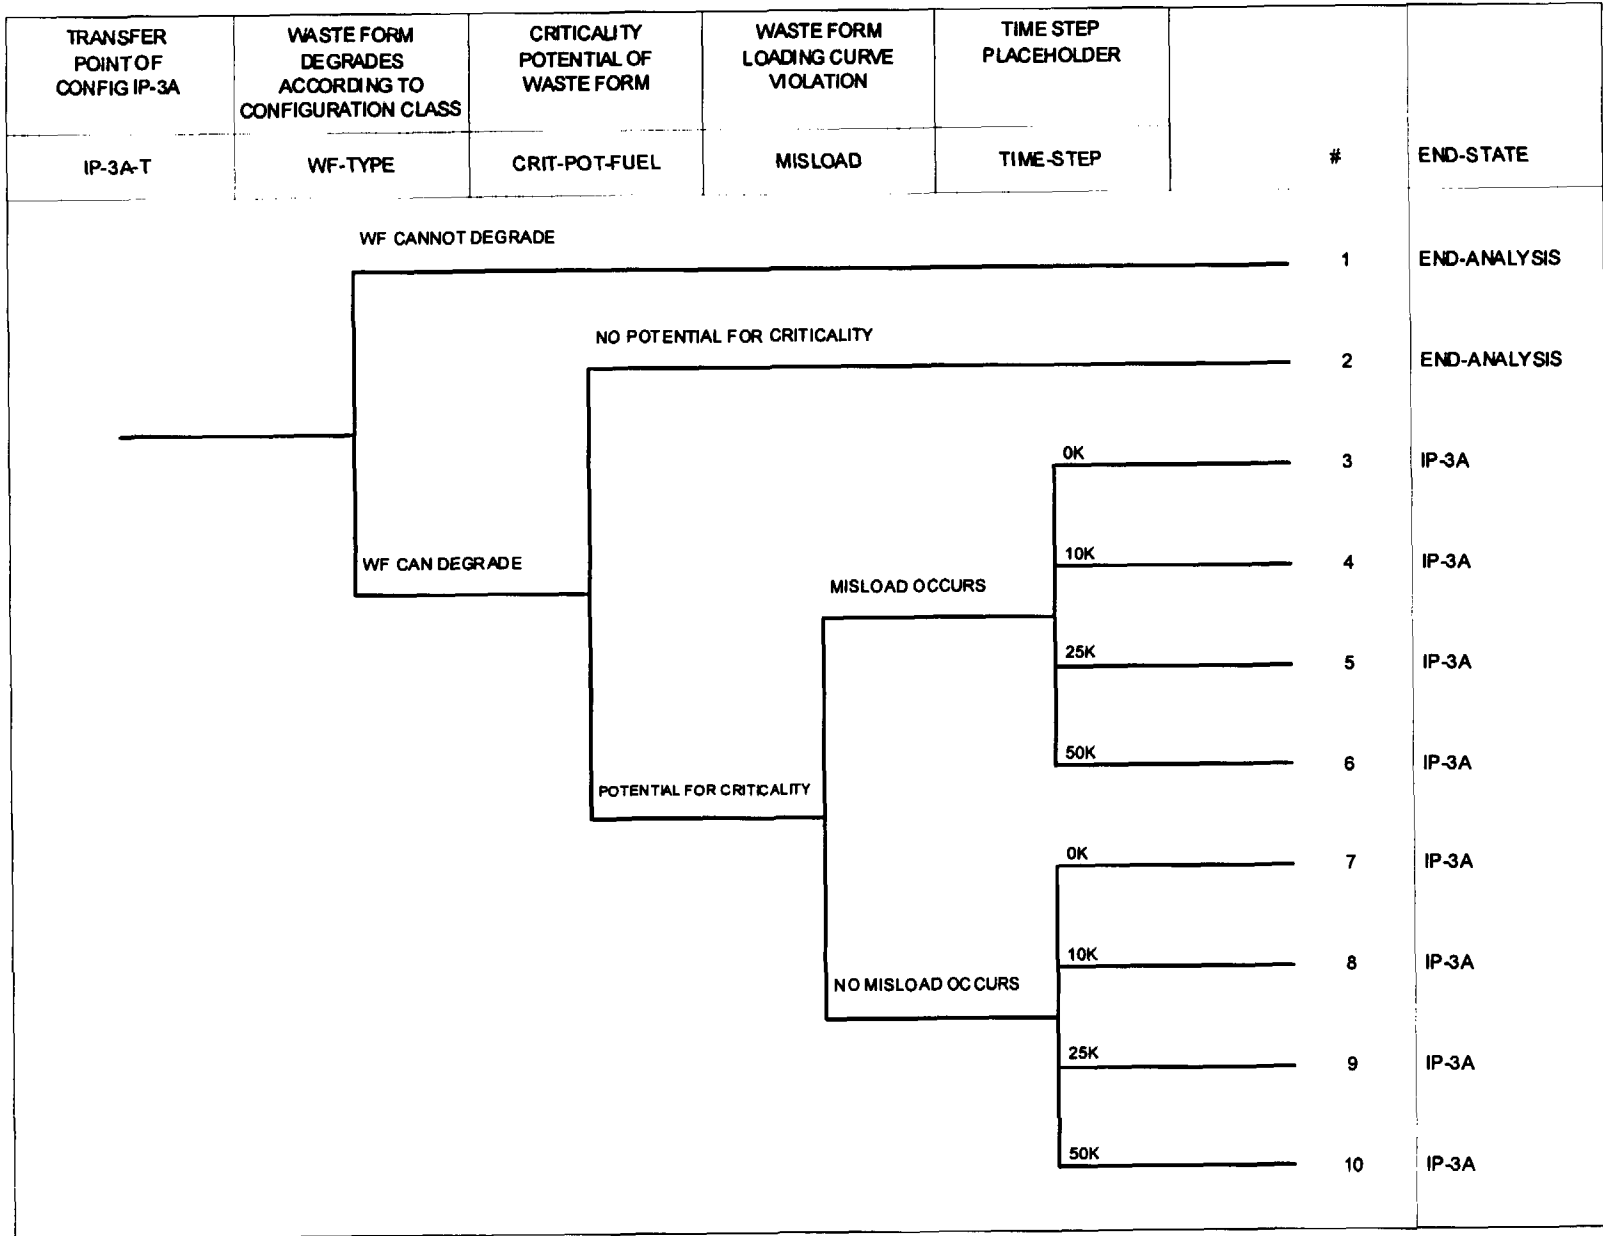 TRANSFER
POINT OF
CONFIG IP-3A
WASTE FORM
DEGRADES
ACCORDING TO
CONFIGURATION CLASS
CRITICALITY
POTENTIAL OF
WASTE FORM
WASTE FORM
LOADING CURVE
VIOLATION
TIME STEP
PLACEHOLDER
IP-3A-T
WF-TYPE
CRIT-POT-FUEL
MISLOAD
TIME-STEP
#
END-STATE
WF CANNOT DEGRADE
1
END-ANALYSIS
NO POTENTIAL FOR CRITICALITY
2
END-ANALYSIS
0K
3
IP-3A
WF CAN DEGRADE
10K
4
IP-3A
MISLOAD OCCURS
25K
5
IP-3A
50K
6
IP-3A
POTENTIAL FOR CRITICALITY
0K
7
IP-3A
10K
8
IP-3A
NO MISLOAD OCCURS
25K
9
IP-3A
50K
10
IP-3A